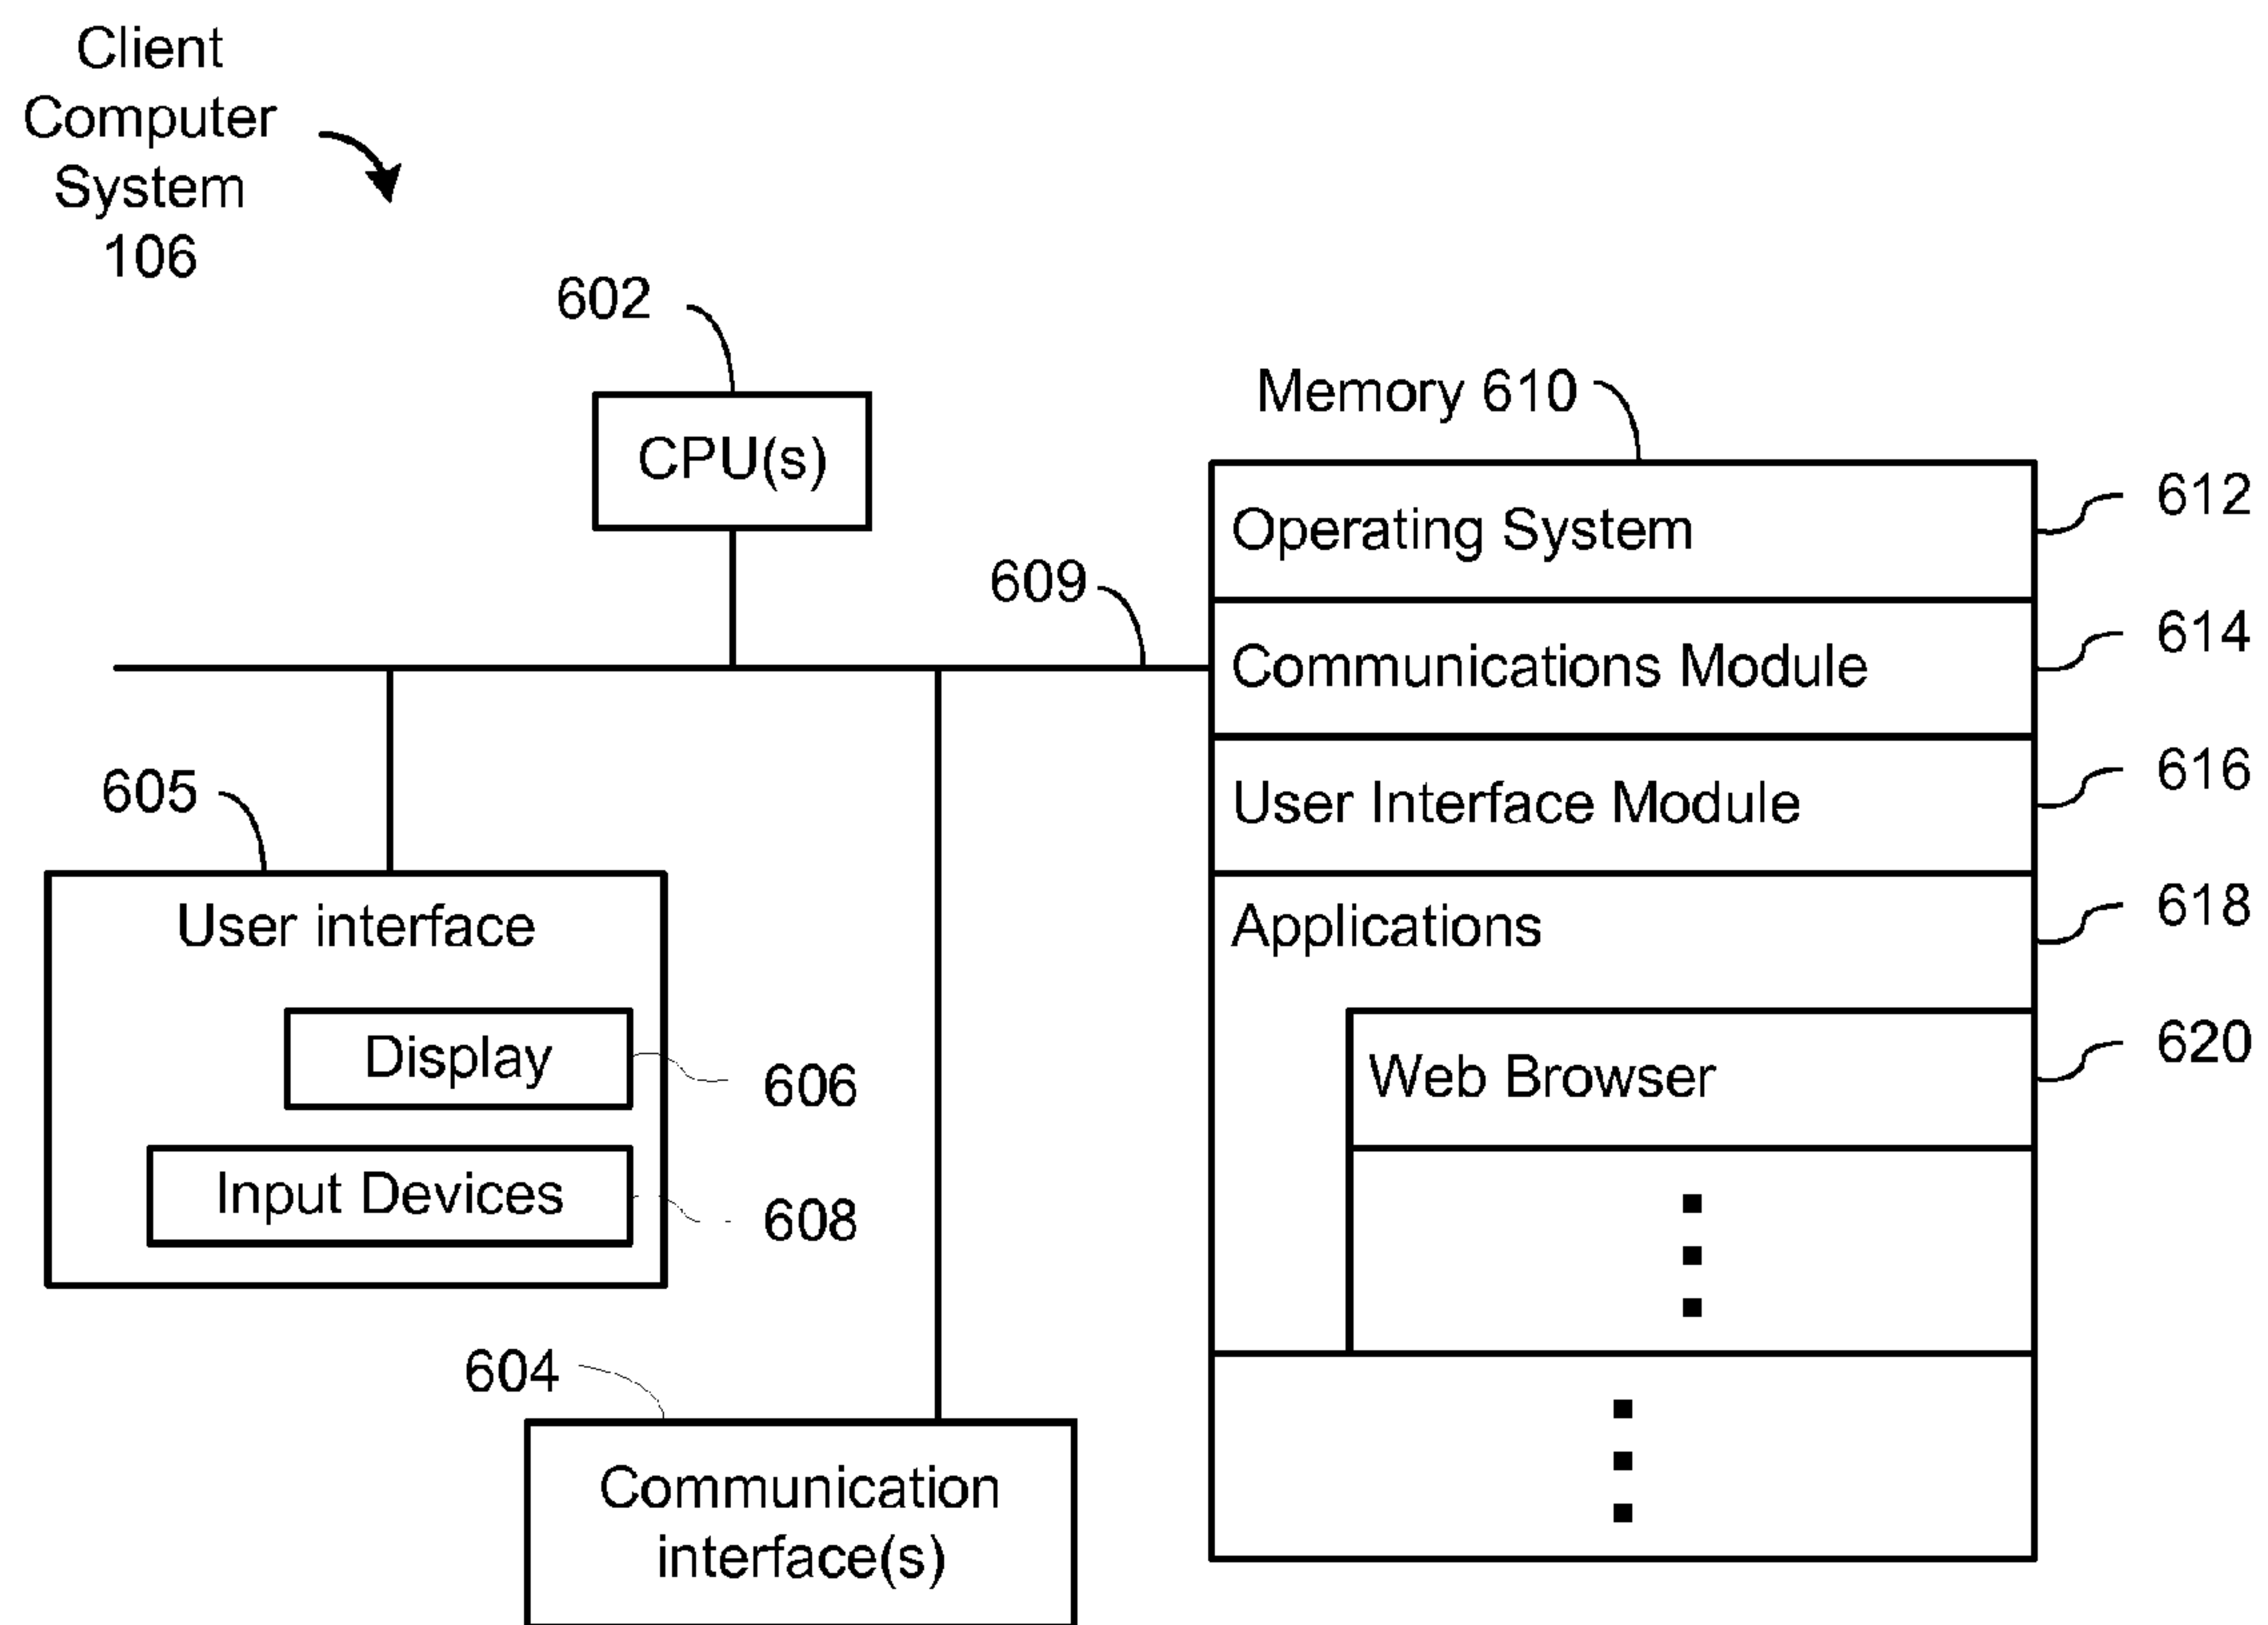 Client
Computer
System
106
602
CPU(s)
609
Memory 610
Operating System
612
Communications Module
614
User Interface Module
616
Applications
618
Web Browser
620
605
User interface
Display
606
Input Devices
608
604
Communication
interface(s)